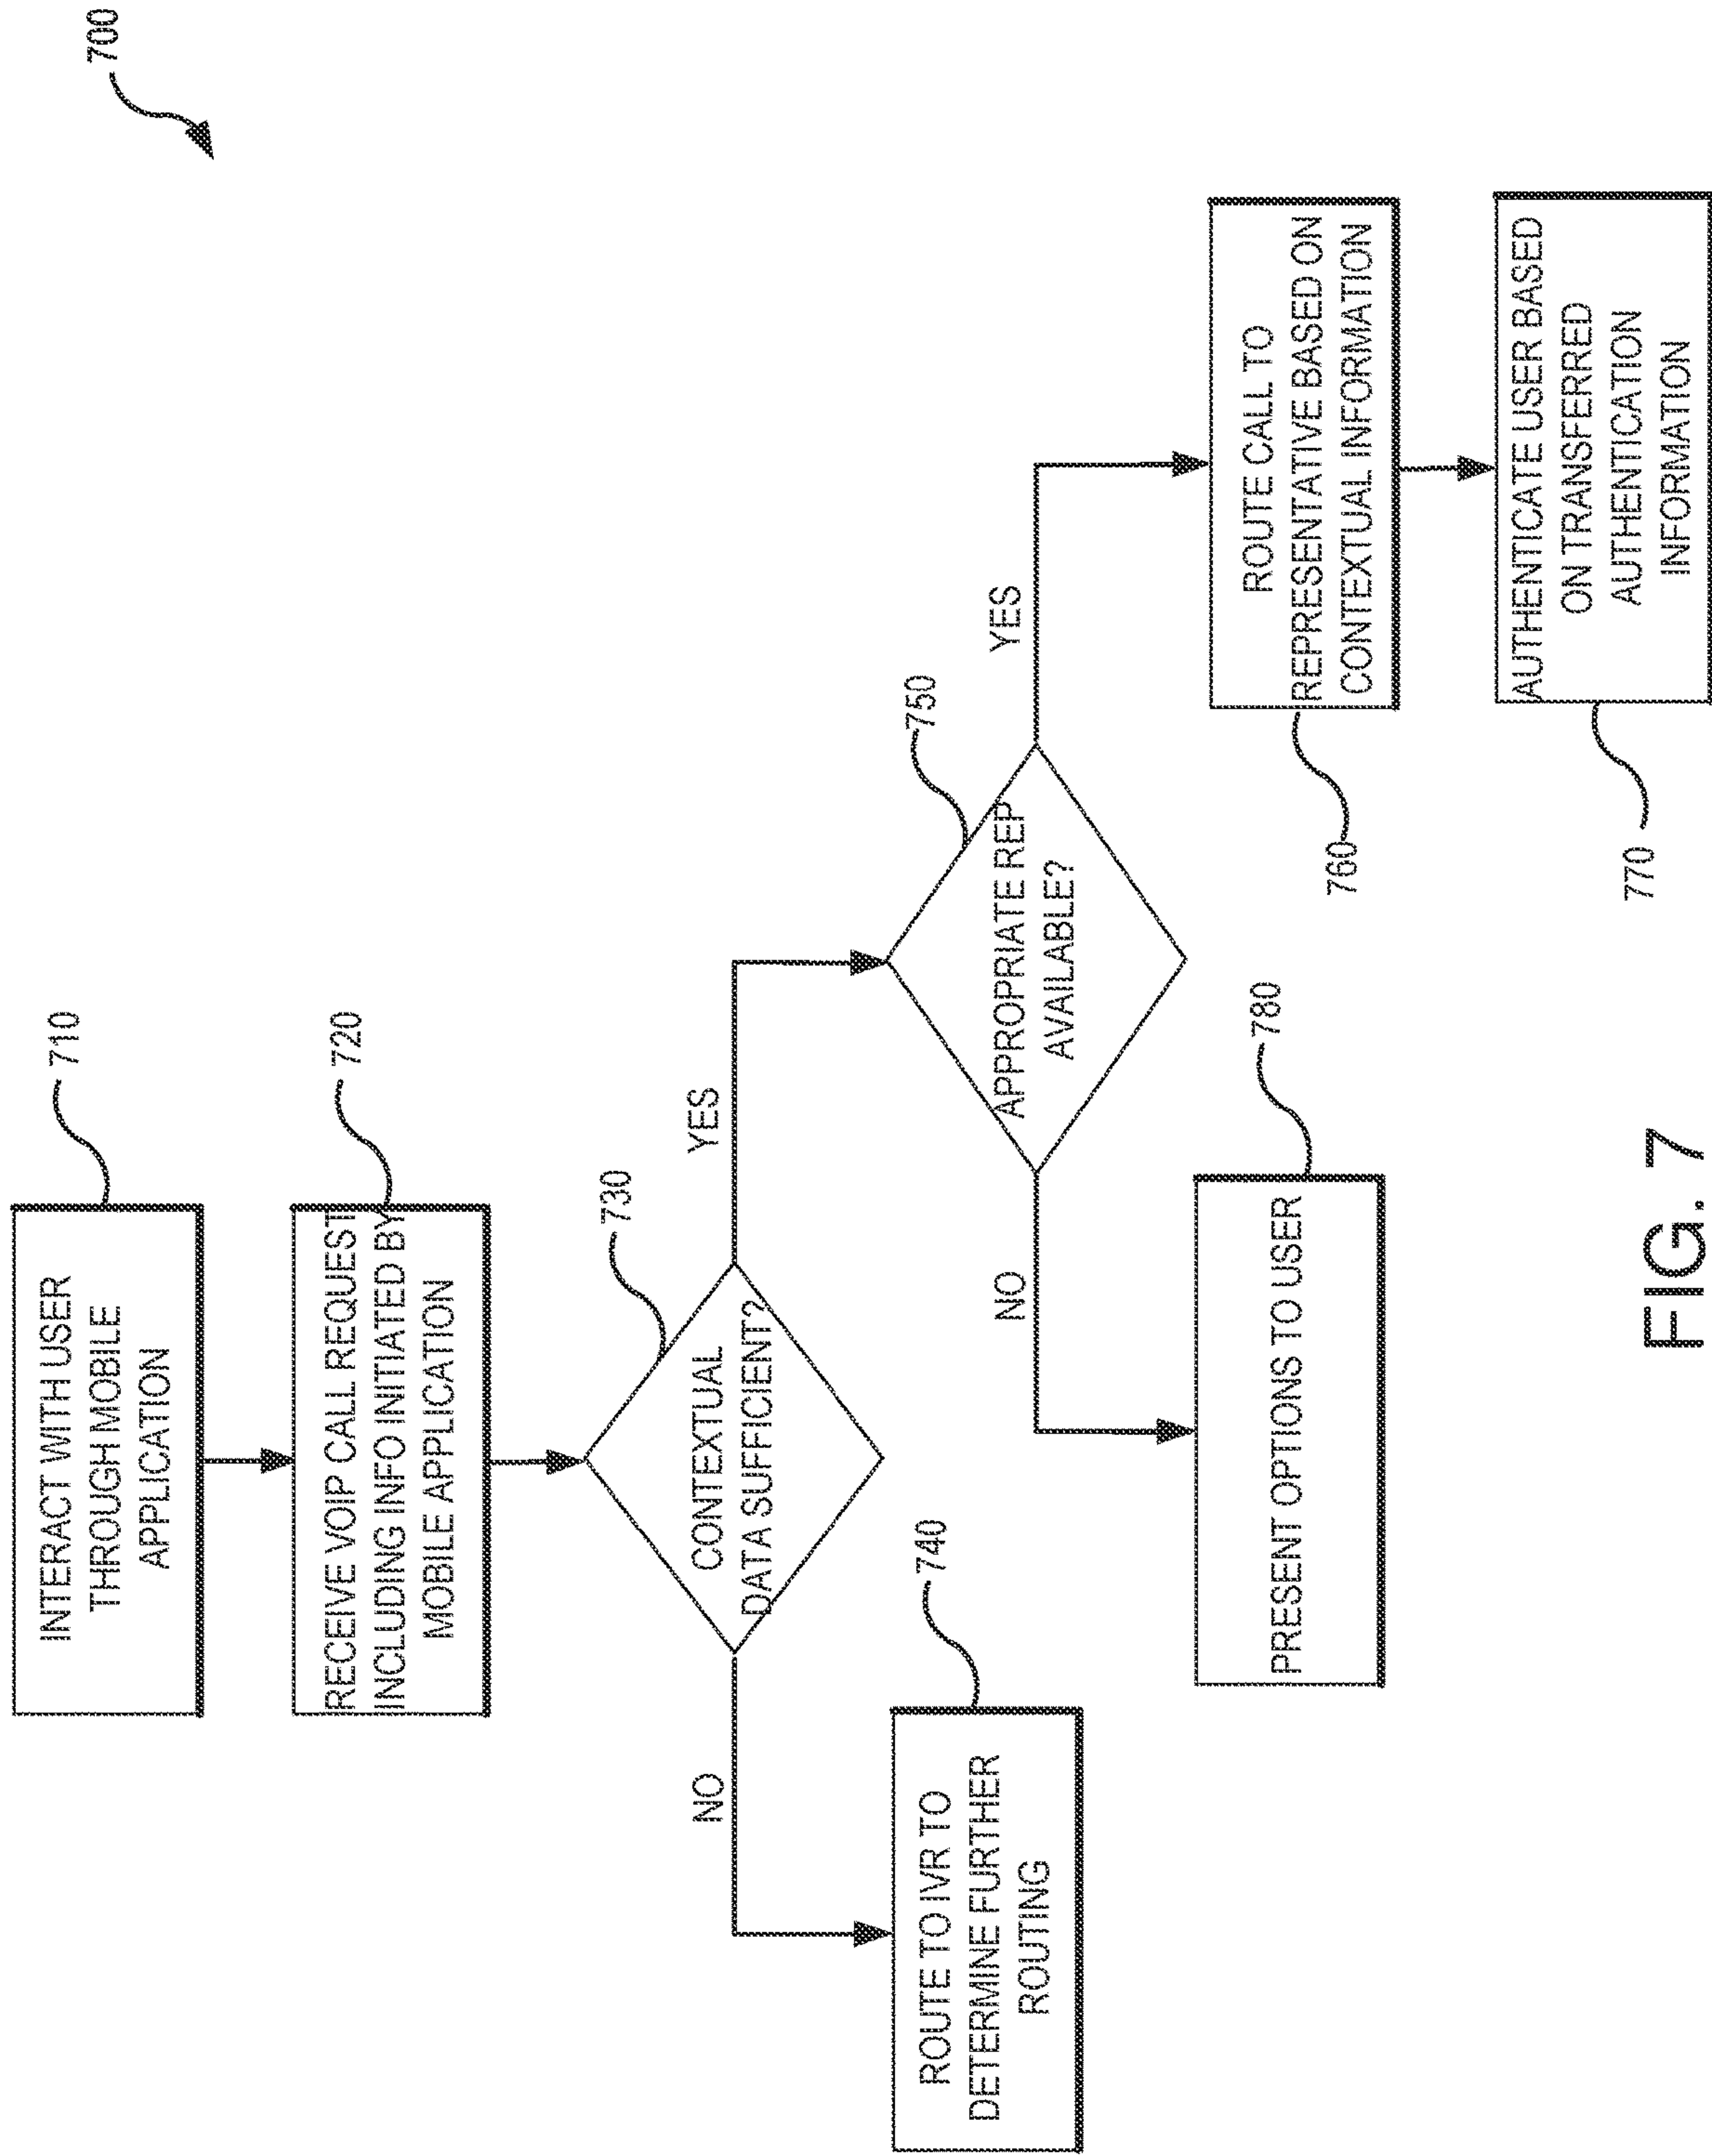 700
INTERACT WITH USER
THROUGH MOBILE
APPLICATION
710
RECEIVE VOIP CALL REQUEST
INCLUDING INFO INITIATED BY
MOBILE APPLICATION
720
CONTEXTUAL
DATA SUFFICIENT?
730
NO
YES
ROUTE TO IVR TO
DETERMINE FURTHER
ROUTING
740
APPROPRIATE REP
AVAILABLE?
750
NO
YES
PRESENT OPTIONS TO USER
780
ROUTE CALL TO
REPRESENTATIVE BASED ON
CONTEXTUAL INFORMATION
760
AUTHENTICATE USER BASED
ON TRANSFERRED
AUTHENTICATION
INFORMATION
770
FIG. 7